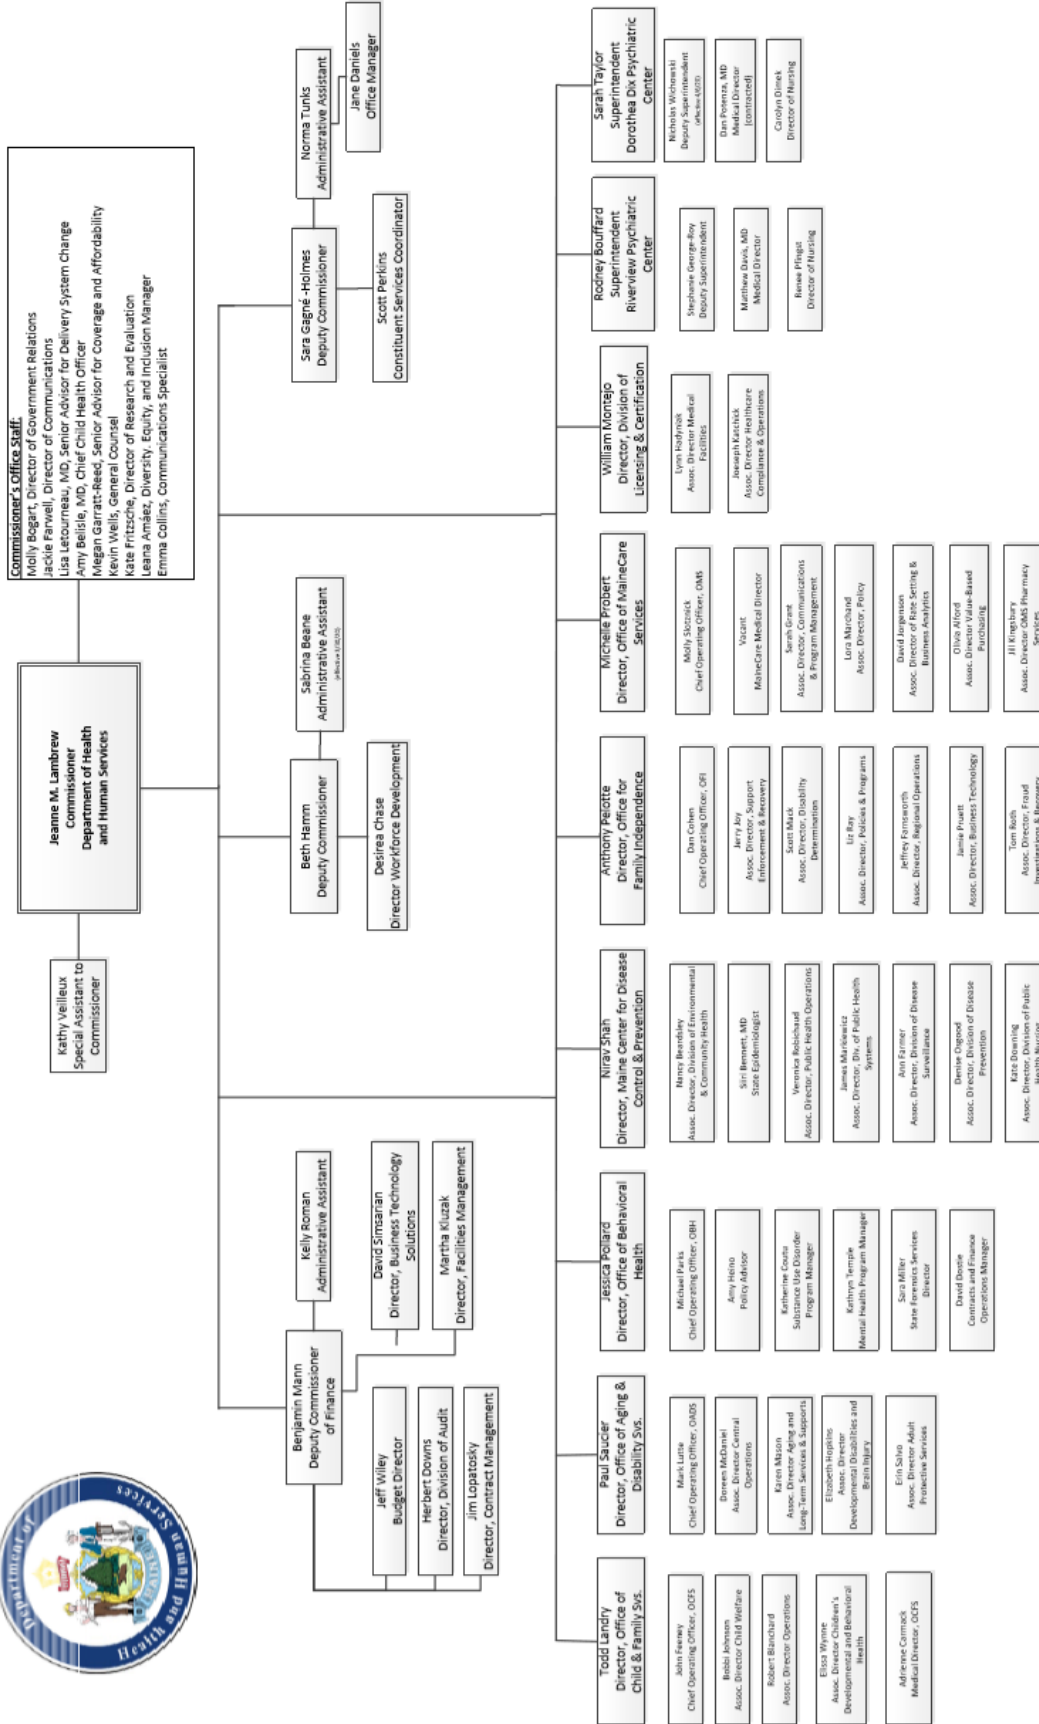 Department of
Health and Human Services
MAINE
Kathy Veilleux
Special Assistant to
Commissioner
Jeanne M. Lambrew
Commissioner
Department of Health
and Human Services
Commissioner's Office Staff:
Molly Bogart, Director of Government Relations
Jackie Farwell, Director of Communications
Lisa Letourneau, MD, Senior Advisor for Delivery System Change
Amy Belisle, MD, Chief Child Health Officer
Megan Garratt-Reed, Senior Advisor for Coverage and Affordability
Kevin Wells, General Counsel
Kate Fritzsche, Director of Research and Evaluation
Leana Amáez, Diversity. Equity, and Inclusion Manager
Emma Collins, Communications Specialist
Benjamin Mann
Deputy Commissioner
of Finance
Kelly Roman
Administrative Assistant
Jeff Wiley
Budget Director
Herbert Downs
Director, Division of Audit
Jim Lopatosky
Director, Contract Management
David Simsarian
Director, Business Technology
Solutions
Martha Kluzak
Director, Facilities Management
Beth Hamm
Deputy Commissioner
Sabrina Beane
Administrative Assistant
Desirea Chase
Director Workforce Development
Sara Gagné -Holmes
Deputy Commissioner
Norma Tunks
Administrative Assistant
Jane Daniels
Office Manager
Scott Perkins
Constituent Services Coordinator
Todd Landry
Director, Office of
Child & Family Svs.
John Feeney
Chief Operating Officer, OCFS
Bobbi Johnson
Assoc. Director Child Welfare
Robert Blanchard
Assoc. Director Operations
Elissa Wynne
Assoc. Director Children's
Developmental and Behavioral
Health
Adrienne Carmack
Medical Director, OCFS
Paul Saucier
Director, Office of Aging &
Disability Svs.
Mark Lutte
Chief Operating Officer, OADS
Doreen McDaniel
Assoc. Director Central
Operations
Karen Mason
Assoc. Director Aging and
Long-Term Services & Supports
Elizabeth Hopkins
Assoc. Director
Developmental Disabilities and
Brain Injury
Erin Salvo
Assoc. Director Adult
Protective Services
Jessica Pollard
Director, Office of Behavioral
Health
Michael Parks
Chief Operating Officer, OBH
Amy Heino
Policy Advisor
Katherine Coutu
Substance Use Disorder
Program Manager
Kathryn Temple
Mental Health Program Manager
Sara Miller
State Forensics Services
Director
David Dostie
Contracts and Finance
Operations Manager
Nirav Shah
Director, Maine Center for Disease
Control & Prevention
Nancy Beardsley
Assoc. Director, Division of Environmental
& Community Health
Siiri Bennett, MD
State Epidemiologist
Veronica Robichaud
Assoc. Director, Public Health Operations
James Markiewicz
Assoc. Director, Div. of Public Health
Systems
Ann Farmer
Assoc. Director, Division of Disease
Surveillance
Denise Osgood
Assoc. Director, Division of Disease
Prevention
Kate Downing
Assoc. Director, Division of Public
Health Nursing
Anthony Pelotte
Director, Office for
Family Independence
Dan Cohen
Chief Operating Officer, OFI
Jerry Joy
Assoc. Director, Support
Enforcement & Recovery
Scott Mack
Assoc. Director, Disability
Determination
Liz Ray
Assoc. Director, Policies & Programs
Jeffrey Farnsworth
Assoc. Director, Regional Operations
Jamie Pruett
Assoc. Director, Business Technology
Tom Roth
Assoc. Director, Fraud
Investigations & Recovery
Michelle Probert
Director, Office of MaineCare
Services
Molly Slotznick
Chief Operating Officer, OMS
Vacant
MaineCare Medical Director
Sarah Grant
Assoc. Director, Communications
& Program Management
Lora Marchand
Assoc. Director, Policy
David Jorgenson
Assoc. Director of Rate Setting &
Business Analytics
Olivia Alford
Assoc. Director Value-Based
Purchasing
Jill Kingsbury
Assoc. Director OMS Pharmacy
Services
William Montejo
Director, Division of
Licensing & Certification
Lynn Hadyniak
Assoc. Director Medical
Facilities
Joeseph Katchick
Assoc. Director Healthcare
Compliance & Operations
Rodney Bouffard
Superintendent
Riverview Psychiatric
Center
Stephanie George-Roy
Deputy Superintendent
Matthew Davis, MD
Medical Director
Renee Pfingst
Director of Nursing
Sarah Taylor
Superintendent
Dorothea Dix Psychiatric
Center
Nicholas Wichowski
Deputy Superintendent
Dan Potenza, MD
Medical Director
(contracted)
Carolyn Dimek
Director of Nursing